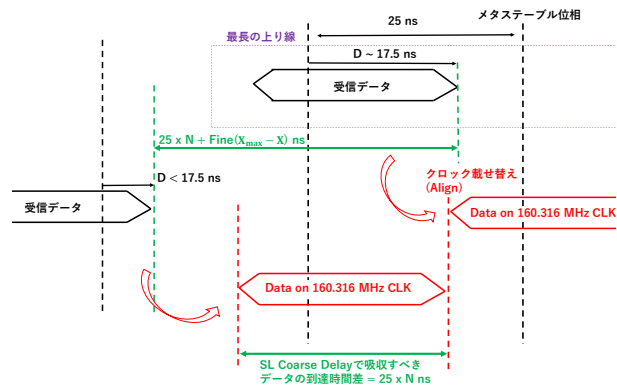 メタステーブル位相
25 ns
最長の上り線
D ~ 17.5 ns
受信データ
25 x N + Fine(X_max − X) ns
D < 17.5 ns
クロック載せ替え
(Align)
受信データ
Data on 160.316 MHz CLK
Data on 160.316 MHz CLK
SL Coarse Delayで吸収すべき
データの到達時間差 = 25 x N ns